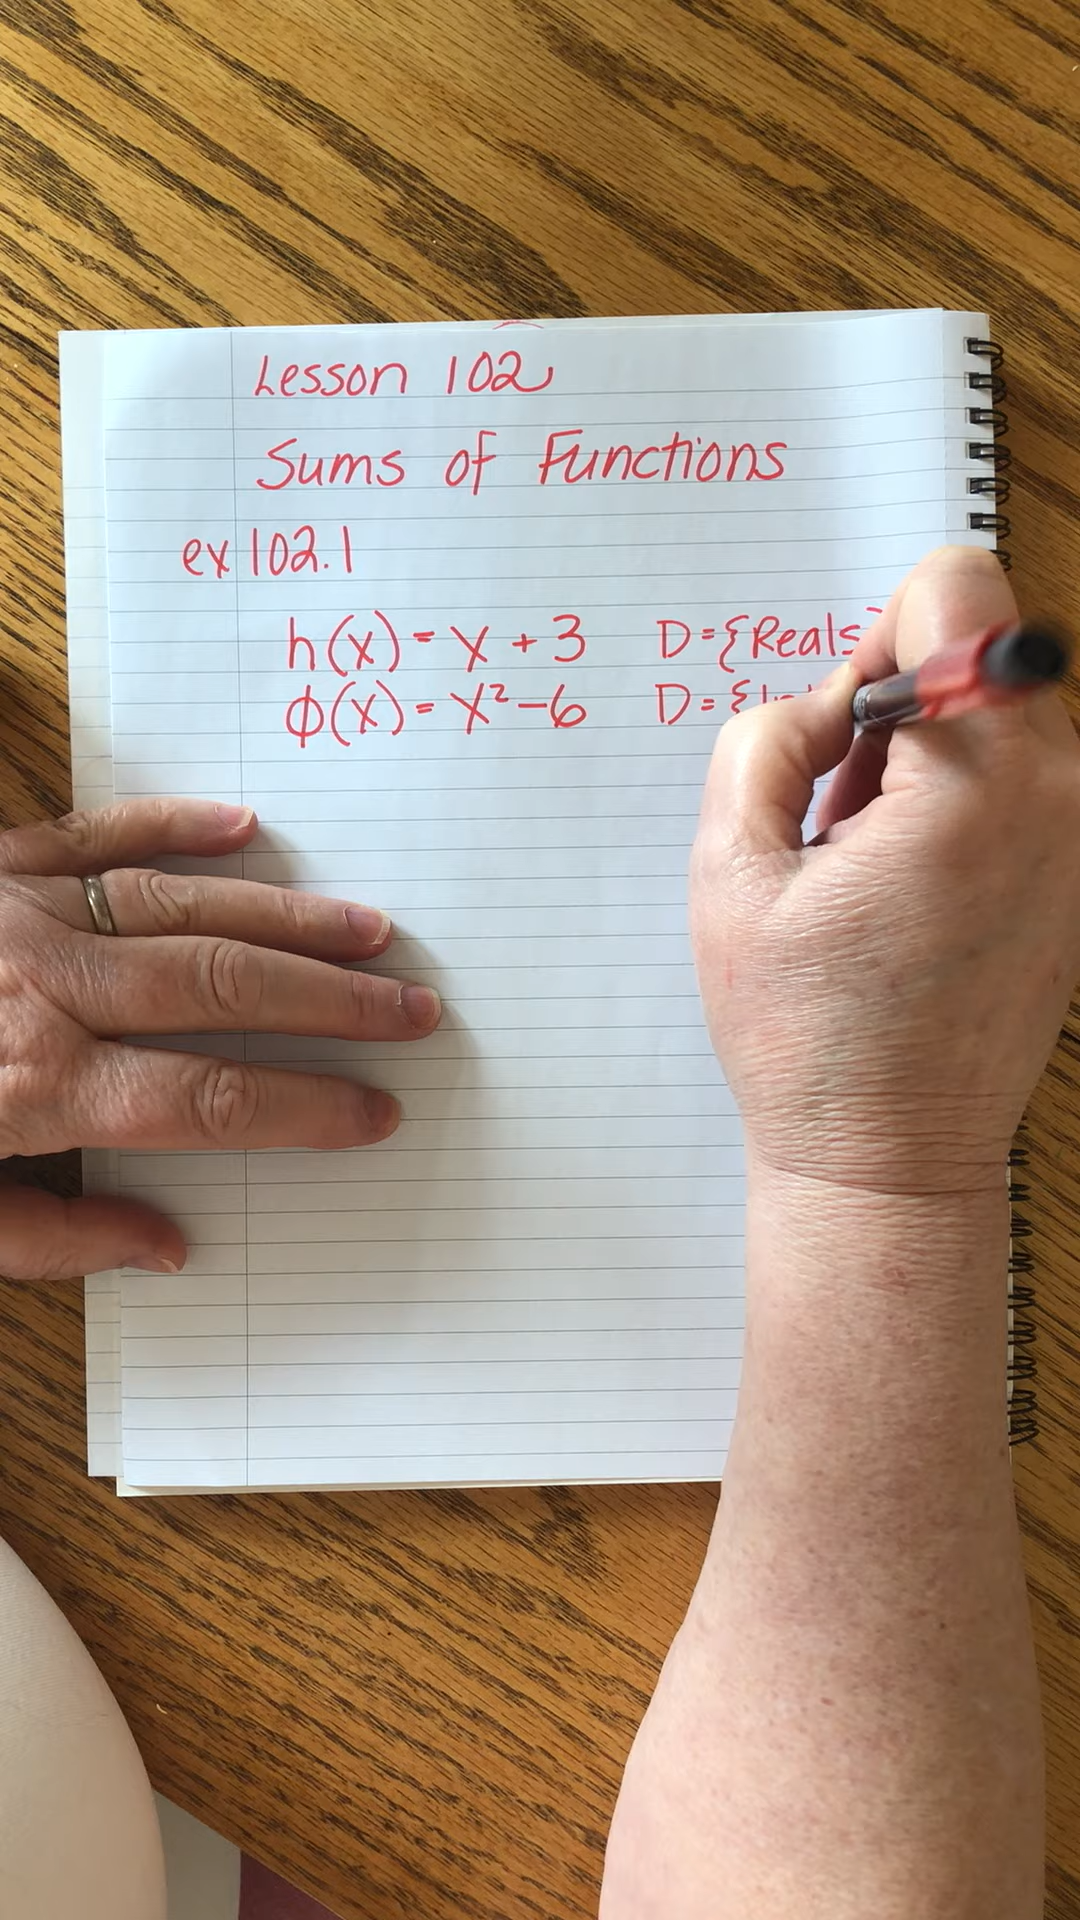 Lesson 102
Sums of Functions
ex 102.1
h(x) = x + 3 D = {Reals}
φ(x) = x² - 6 D = {